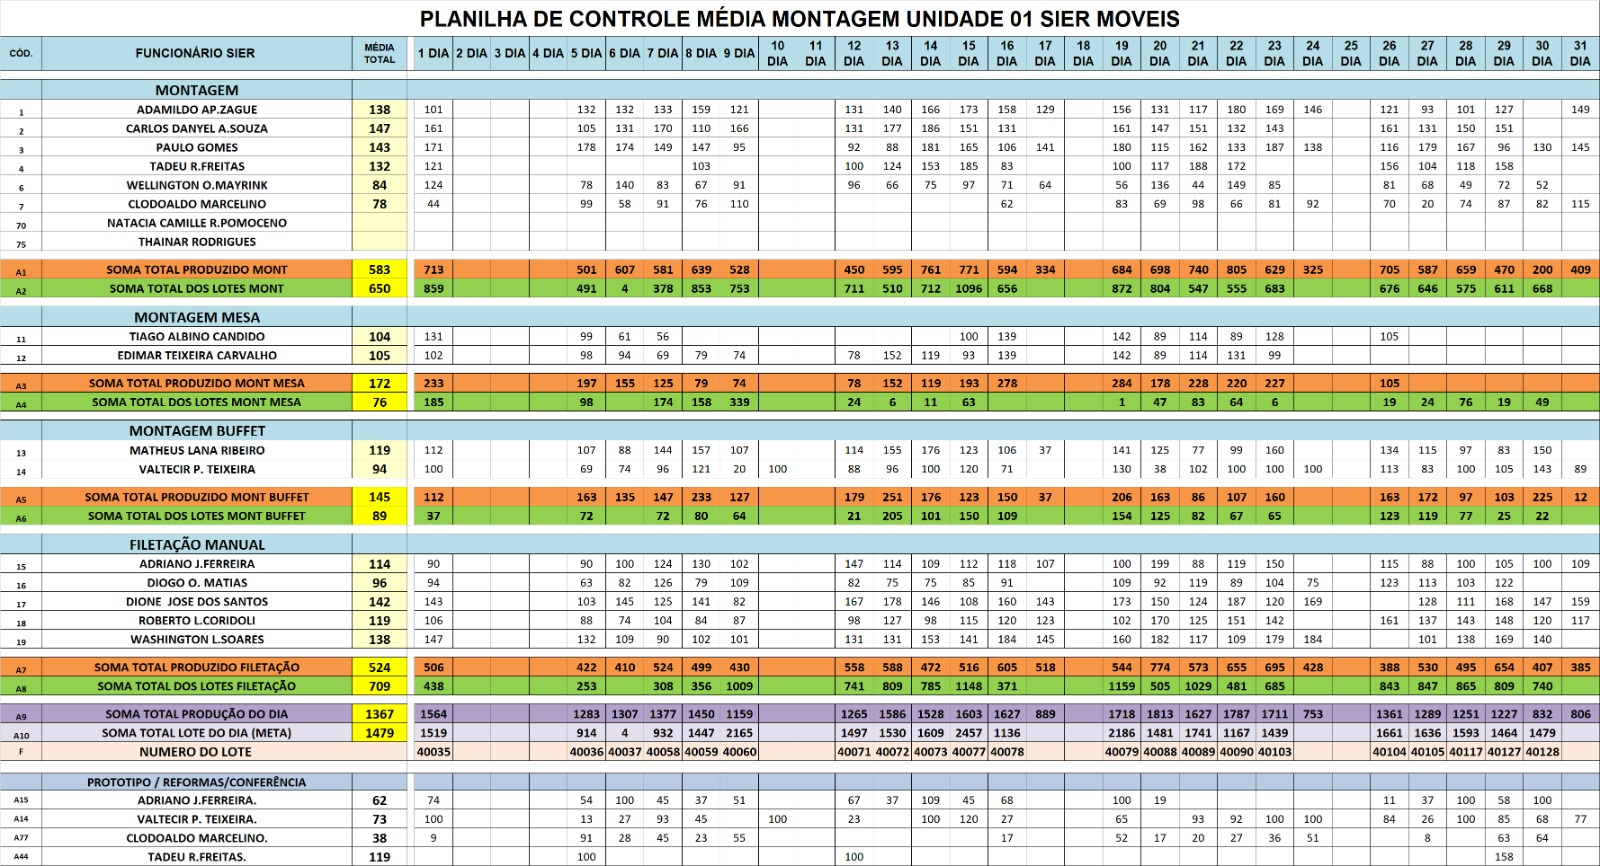 PLANILHA DE CONTROLE MÉDIA MONTAGEM UNIDADE 01 SIER MOVEIS
CÓD. FUNCIONÁRIO SIER MÉDIA TOTAL 1 DIA 2 DIA 3 DIA 4 DIA 5 DIA 6 DIA 7 DIA 8 DIA 9 DIA 10 DIA 11 DIA 12 DIA 13 DIA 14 DIA 15 DIA 16 DIA 17 DIA 18 DIA 19 DIA 20 DIA 21 DIA 22 DIA 23 DIA 24 DIA 25 DIA 26 DIA 27 DIA 28 DIA 29 DIA 30 DIA 31 DIA
MONTAGEM
1 ADAMILDO AP.ZAGUE 138 101 132 132 133 159 121 131 140 166 173 158 129 156 131 117 180 169 146 121 93 101 127 149
2 CARLOS DANYEL A.SOUZA 147 161 105 131 170 110 166 131 177 186 151 131 161 147 151 132 143 161 131 150 151
3 PAULO GOMES 143 171 178 174 149 147 95 92 88 181 165 106 141 180 115 162 133 187 138 116 179 167 96 130 145
4 TADEU R.FREITAS 132 121 103 100 124 153 185 83 100 117 188 172 156 104 118 158
6 WELLINGTON O.MAYRINK 84 124 78 140 83 67 91 96 66 75 97 71 64 56 136 44 149 85 81 68 49 72 52
7 CLODOALDO MARCELINO 78 44 99 58 91 76 110 62 83 69 98 66 81 92 70 20 74 87 82 115
70 NATACIA CAMILLE R.POMOCENO
75 THAINAR RODRIGUES
A1 SOMA TOTAL PRODUZIDO MONT 583 713 501 607 581 639 528 450 595 761 771 594 334 684 698 740 805 629 325 705 587 659 470 200 409
A2 SOMA TOTAL DOS LOTES MONT 650 859 491 4 378 853 753 711 510 712 1096 656 872 804 547 555 683 676 646 575 611 668
MONTAGEM MESA
11 TIAGO ALBINO CANDIDO 104 131 99 61 56 100 139 142 89 114 89 128 105
12 EDIMAR TEIXEIRA CARVALHO 105 102 98 94 69 79 74 78 152 119 93 139 142 89 114 131 99
A3 SOMA TOTAL PRODUZIDO MONT MESA 172 233 197 155 125 79 74 78 152 119 193 278 284 178 228 220 227 105
A4 SOMA TOTAL DOS LOTES MONT MESA 76 185 98 174 158 339 24 6 11 63 1 47 83 64 6 19 24 76 19 49
MONTAGEM BUFFET
13 MATHEUS LANA RIBEIRO 119 112 107 88 144 157 107 114 155 176 123 106 37 141 125 77 99 160 134 115 97 83 150
14 VALTECIR P. TEIXEIRA 94 100 69 74 96 121 20 100 88 96 100 120 71 130 38 102 100 100 100 113 83 100 105 143 89
A5 SOMA TOTAL PRODUZIDO MONT BUFFET 145 112 163 135 147 233 127 179 251 176 123 150 37 206 163 86 107 160 163 172 97 103 225 12
A6 SOMA TOTAL DOS LOTES MONT BUFFET 89 37 72 72 80 64 21 205 101 150 109 154 125 82 67 65 123 119 77 25 22
FILETAÇÃO MANUAL
15 ADRIANO J.FERREIRA 114 90 90 100 124 130 102 147 114 109 112 118 107 100 199 88 119 150 115 88 100 105 100 109
16 DIOGO O. MATIAS 96 94 63 82 126 79 109 82 75 75 85 91 109 92 119 89 104 75 123 113 103 122
17 DIONE JOSE DOS SANTOS 142 143 103 145 125 141 82 167 178 146 108 160 143 173 150 124 187 120 169 128 111 168 147 159
18 ROBERTO L.CORIDOLI 119 106 88 74 104 84 87 98 127 98 115 120 123 102 170 125 151 142 161 137 143 148 120 117
19 WASHINGTON L.SOARES 138 147 132 109 90 102 101 131 131 153 141 184 145 160 182 117 109 179 184 101 138 169 140
A7 SOMA TOTAL PRODUZIDO FILETAÇÃO 524 506 422 410 524 499 430 558 588 472 516 605 518 544 774 573 655 695 428 388 530 495 654 407 385
A8 SOMA TOTAL DOS LOTES FILETAÇÃO 709 438 253 308 356 1009 741 809 785 1148 371 1159 505 1029 481 685 843 847 865 809 740
A9 SOMA TOTAL PRODUÇÃO DO DIA 1367 1564 1283 1307 1377 1450 1159 1265 1586 1528 1603 1627 889 1718 1813 1627 1787 1711 753 1361 1289 1251 1227 832 806
A10 SOMA TOTAL LOTE DO DIA (META) 1479 1519 914 4 932 1447 2165 1497 1530 1609 2457 1136 2186 1481 1741 1167 1439 1661 1636 1593 1464 1479
F NUMERO DO LOTE 40035 40036 40037 40058 40059 40060 40071 40072 40073 40077 40078 40079 40088 40089 40090 40103 40104 40105 40117 40127 40128
PROTOTIPO / REFORMAS/CONFERÊNCIA
A15 ADRIANO J.FERREIRA. 62 74 54 100 45 37 51 67 37 109 45 68 100 19 11 37 100 58 100
A14 VALTECIR P. TEIXEIRA. 73 100 13 27 93 45 100 23 100 120 27 65 93 92 100 100 84 26 100 85 68 77
A77 CLODOALDO MARCELINO. 38 9 91 28 45 23 55 17 52 17 20 27 36 51 8 63 64
A44 TADEU R.FREITAS. 119 100 100 158